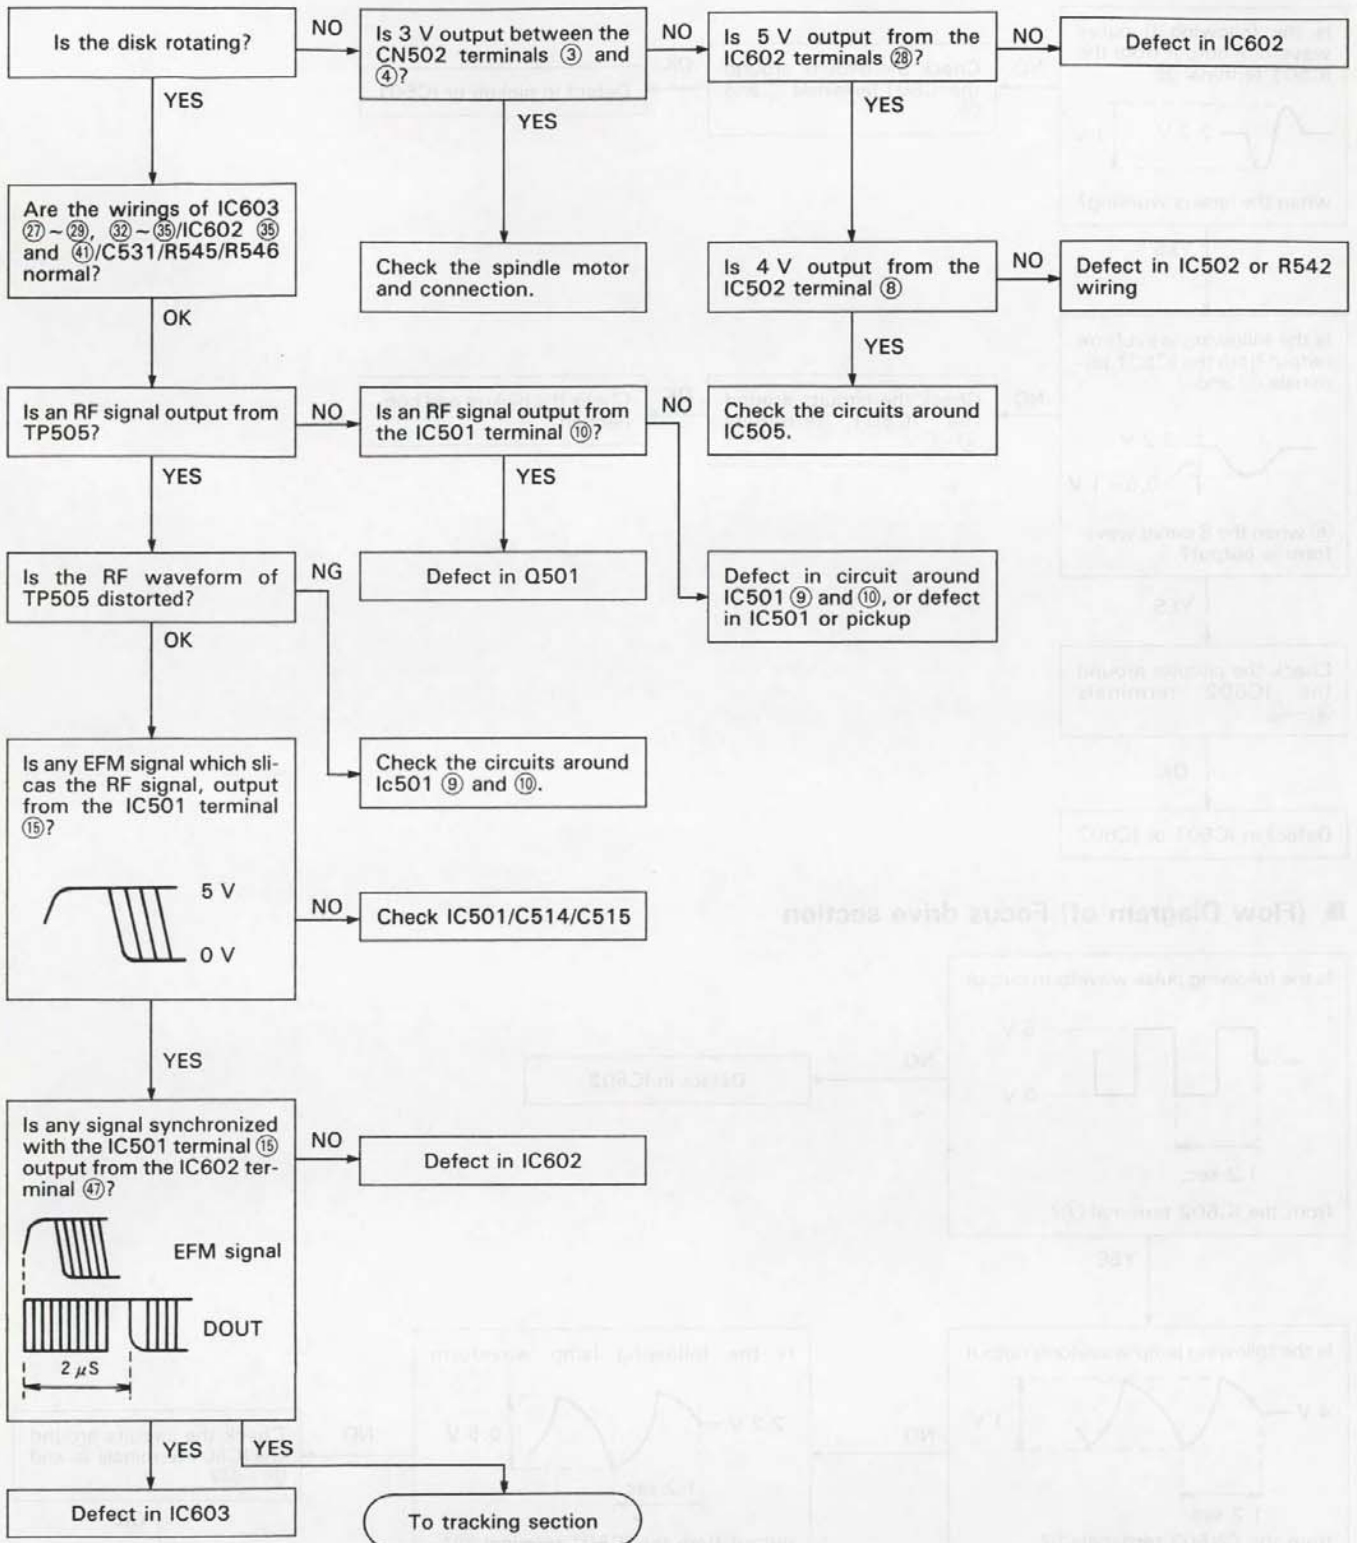 Is the disk rotating?
NO
Is 3 V output between the
CN502 terminals ③ and
④?
NO
Is 5 V output from the
IC602 terminals ㉘?
NO
Defect in IC602
YES
YES
YES
Are the wirings of IC603
㉗~㉙, ㉜~㉟/IC602 ㉟
and ㊶/C531/R545/R546
normal?
Check the spindle motor
and connection.
Is 4 V output from the
IC502 terminal ⑧
NO
Defect in IC502 or R542
wiring
OK
YES
Is an RF signal output from
TP505?
NO
Is an RF signal output from
the IC501 terminal ⑩?
NO
Check the circuits around
IC505.
YES
YES
Is the RF waveform of
TP505 distorted?
NG
Defect in Q501
Defect in circuit around
IC501 ⑨ and ⑩, or defect
in IC501 or pickup
OK
Is any EFM signal which sli-
cas the RF signal, output
from the IC501 terminal
⑮?
5 V
0 V
Check the circuits around
Ic501 ⑨ and ⑩.
NO
Check IC501/C514/C515
■ (Flow Diagram of) Focus drive section
YES
Is any signal synchronized
with the IC501 terminal ⑮
output from the IC602 ter-
minal ㊼?
EFM signal
DOUT
2 μS
NO
Defect in IC602
YES
YES
Defect in IC603
To tracking section